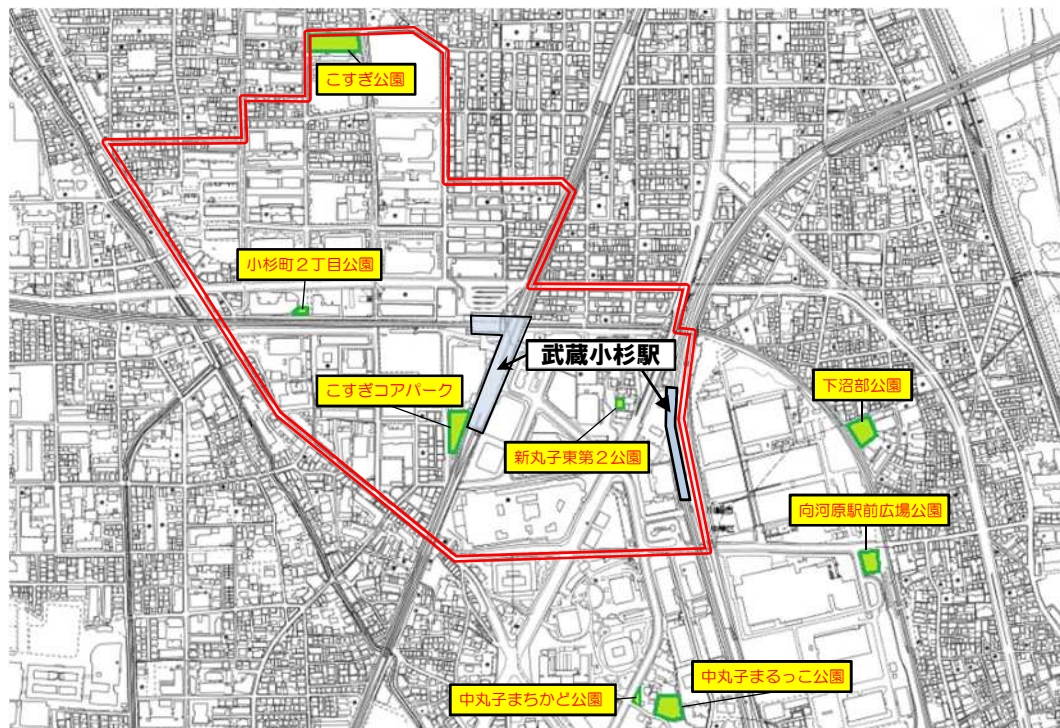 こすぎ公園
小杉町2丁目公園
武蔵小杉駅
こすぎコアパーク
下沼部公園
新丸子東第2公園
向河原駅前広場公園
中丸子まるっこ公園
中丸子まちかど公園